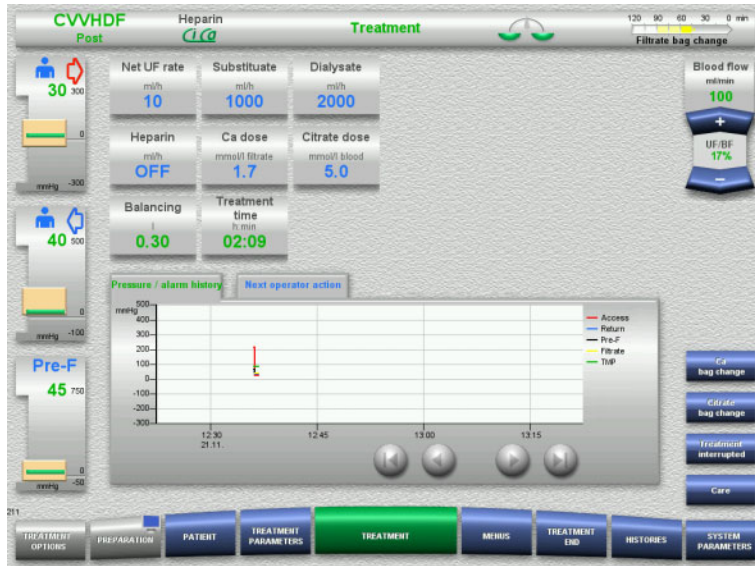 CVVHDF
Post
Heparin
CiCa
Treatment
120 90 60 30 0 min
Filtrate bag change
30
300
0
-300
mmHg
40
500
0
-100
mmHg
Pre-F
45
750
0
-50
mmHg
Net UF rate
ml/h
10
Substituate
ml/h
1000
Dialysate
ml/h
2000
Heparin
ml/h
OFF
Ca dose
mmol/l filtrate
1.7
Citrate dose
mmol/l blood
5.0
Balancing
l
0.30
Treatment
time
h:min
02:09
Blood flow
ml/min
100
+
UF/BF
17%
−
Pressure / alarm history
Next operator action
mmHg
500
400
300
200
100
0
-100
-200
-300
12:30
21.11.
12:45
13:00
13:15
Access
Return
Pre-F
Filtrate
TMP
Ca
bag change
Citrate
bag change
Treatment
interrupted
Care
211
TREATMENT
OPTIONS
PREPARATION
PATIENT
TREATMENT
PARAMETERS
TREATMENT
MENUS
TREATMENT
END
HISTORIES
SYSTEM
PARAMETERS